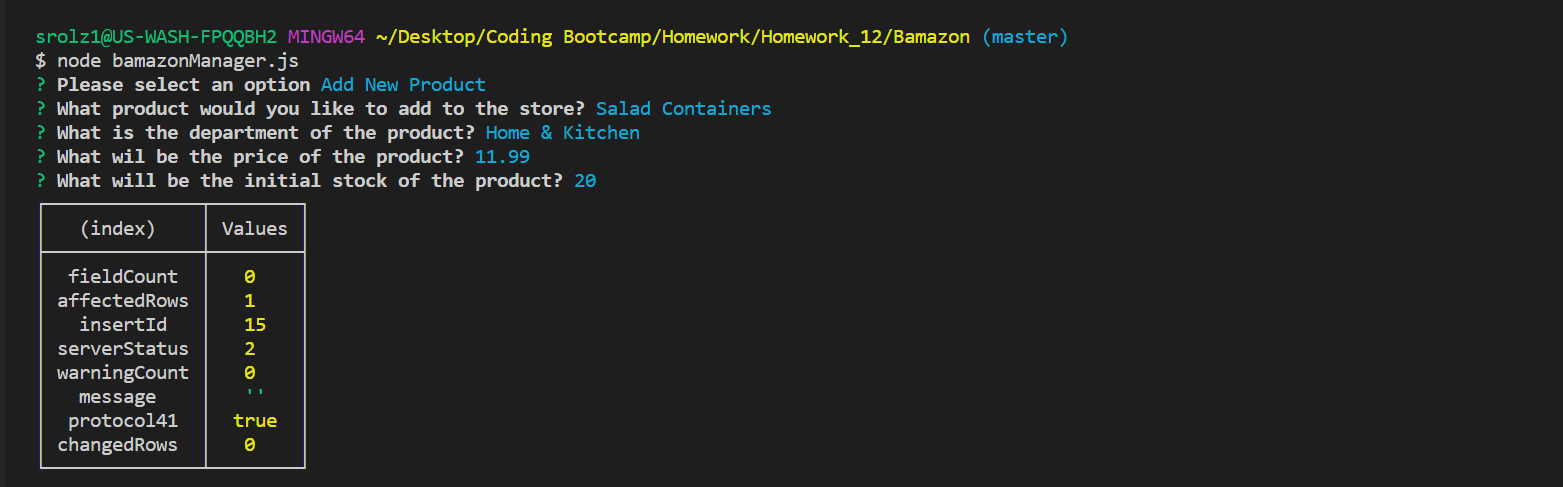 srolz1@US-WASH-FPQQBH2 MINGW64 ~/Desktop/Coding Bootcamp/Homework/Homework_12/Bamazon (master)
$ node bamazonManager.js
? Please select an option Add New Product
? What product would you like to add to the store? Salad Containers
? What is the department of the product? Home & Kitchen
? What wil be the price of the product? 11.99
? What will be the initial stock of the product? 20
(index) Values
fieldCount 0
affectedRows 1
insertId 15
serverStatus 2
warningCount 0
message ''
protocol41 true
changedRows 0